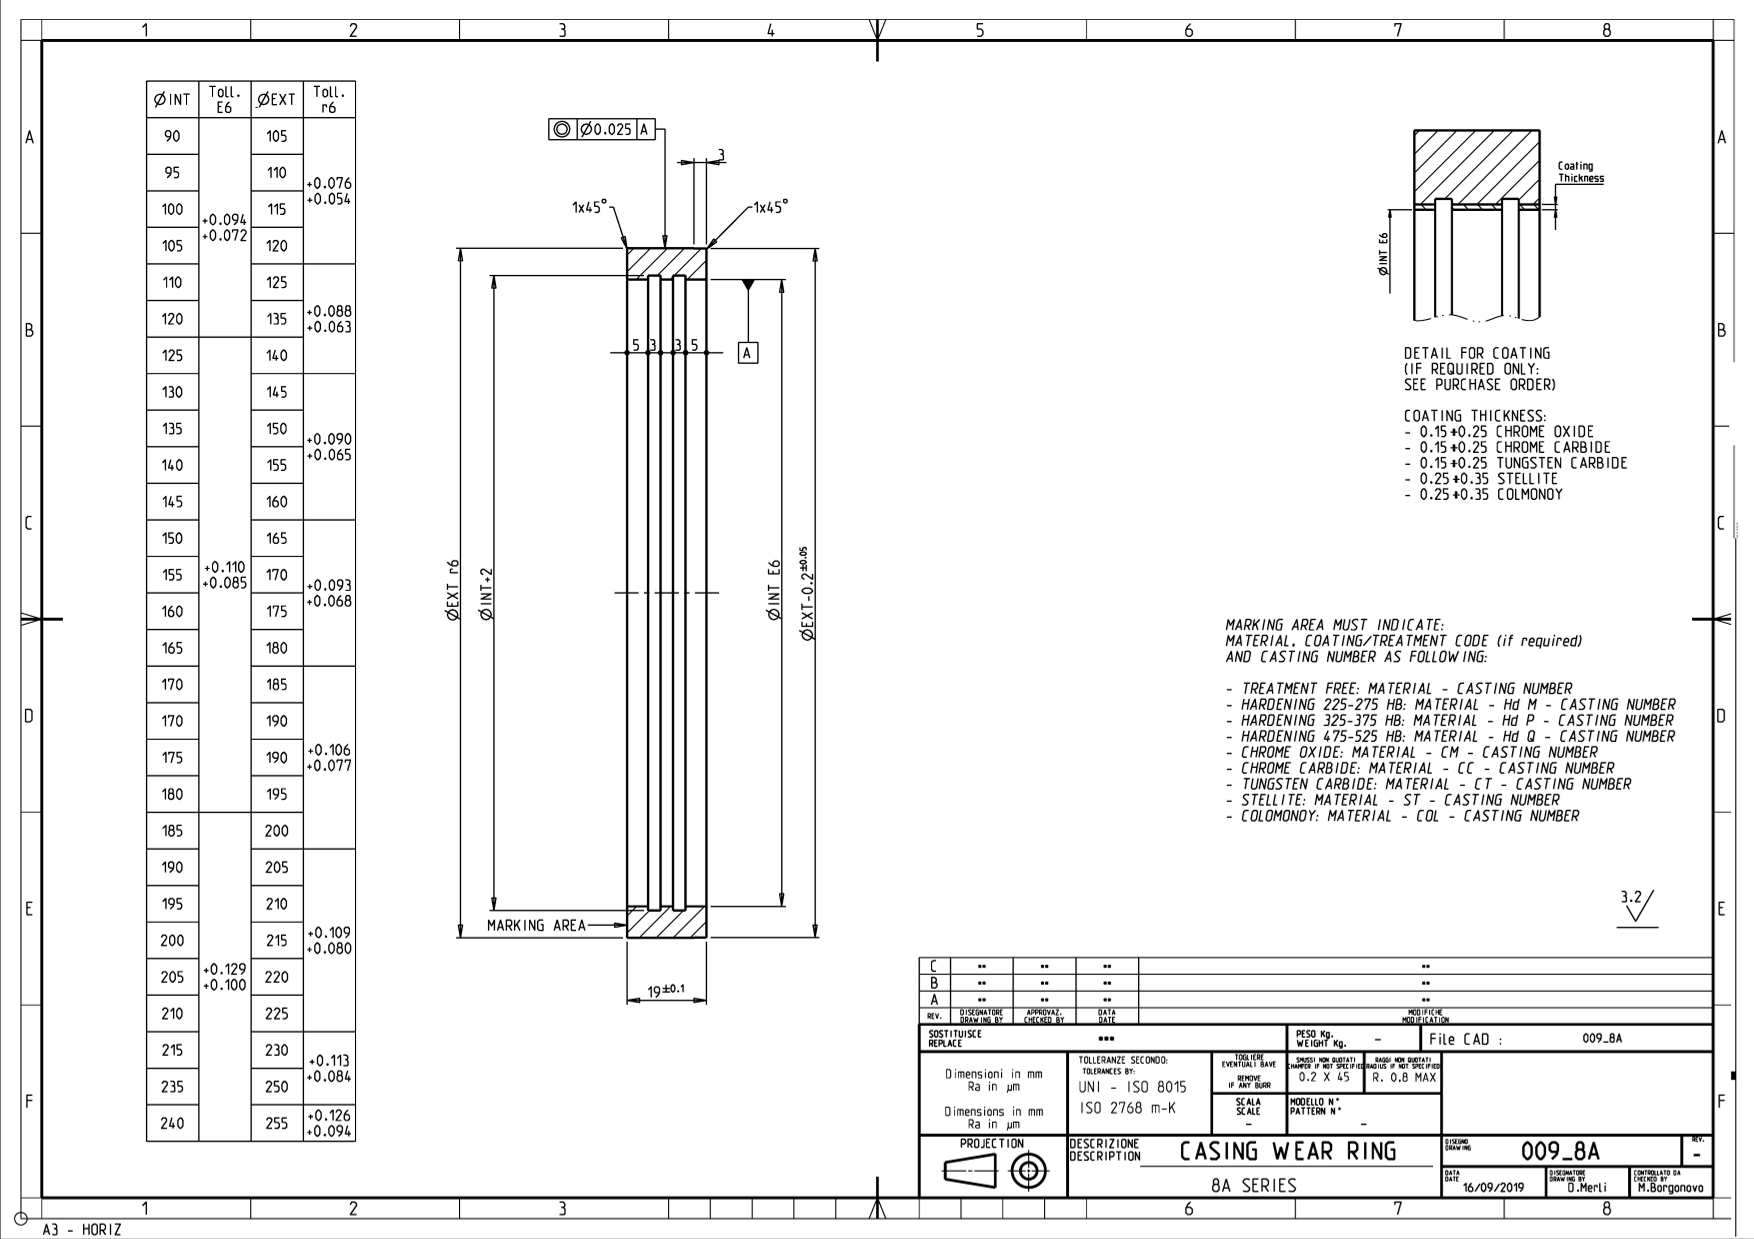 1 2 3 4 5 6 7 8
A A
B B
C C
D D
E E
F F
1 2 3 6 7 8
A3 - HORIZ
ØINT Toll. E6 ØEXT Toll. r6
90 105
95 110
+0.076
+0.054
100 115
+0.094
+0.072
105 120
110 125
120 135
+0.088
+0.063
125 140
130 145
135 150
+0.090
+0.065
140 155
145 160
150 165
155 170
+0.110
+0.085
160 175
+0.093
+0.068
165 180
170 185
170 190
175 190
+0.106
+0.077
180 195
185 200
190 205
195 210
200 215
+0.109
+0.080
205 220
+0.129
+0.100
210 225
215 230
+0.113
+0.084
235 250
240 255
+0.126
+0.094
Ø0.025 A
3
1x45° 1x45°
5 3 3 5
A
ØEXT r6
ØINT+2
ØINT E6
ØEXT-0.2±0.05
MARKING AREA
19±0.1
Coating
Thickness
ØINT E6
DETAIL FOR COATING
(IF REQUIRED ONLY:
SEE PURCHASE ORDER)
COATING THICKNESS:
- 0.15÷0.25 CHROME OXIDE
- 0.15÷0.25 CHROME CARBIDE
- 0.15÷0.25 TUNGSTEN CARBIDE
- 0.25÷0.35 STELLITE
- 0.25÷0.35 COLMONOY
MARKING AREA MUST INDICATE:
MATERIAL, COATING/TREATMENT CODE (if required)
AND CASTING NUMBER AS FOLLOWING:
- TREATMENT FREE: MATERIAL - CASTING NUMBER
- HARDENING 225-275 HB: MATERIAL - Hd M - CASTING NUMBER
- HARDENING 325-375 HB: MATERIAL - Hd P - CASTING NUMBER
- HARDENING 475-525 HB: MATERIAL - Hd Q - CASTING NUMBER
- CHROME OXIDE: MATERIAL - CM - CASTING NUMBER
- CHROME CARBIDE: MATERIAL - CC - CASTING NUMBER
- TUNGSTEN CARBIDE: MATERIAL - CT - CASTING NUMBER
- STELLITE: MATERIAL - ST - CASTING NUMBER
- COLOMONOY: MATERIAL - COL - CASTING NUMBER
3.2
C ** ** ** **
B ** ** ** **
A ** ** ** **
REV. DISEGNATORE DRAWING BY APPROVAZ. CHECKED BY DATA DATE MODIFICHE MODIFICATION
SOSTITUISCE
REPLACE
***
PESO Kg.
WEIGHT Kg.
-
File CAD : 009_8A
Dimensioni in mm
Ra in µm
Dimensions in mm
Ra in µm
TOLLERANZE SECONDO:
TOLERANCES BY:
UNI - ISO 8015
ISO 2768 m-K
TOGLIERE
EVENTUALI BAVE
REMOVE
IF ANY BURR
SMUSSI NON QUOTATI
CHAMFER IF NOT SPECIFIED
0.2 X 45
RAGGI NON QUOTATI
RADIUS IF NOT SPECIFIED
R. 0.8 MAX
SCALA
SCALE
-
MODELLO N°
PATTERN N°
-
PROJECTION
DESCRIZIONE
DESCRIPTION
CASING WEAR RING
8A SERIES
DISEGNO
DRAWING
009_8A
REV.
-
DATA
DATE
16/09/2019
DISEGNATORE
DRAWING BY
D.Merli
CONTROLLATO DA
CHECKED BY
M.Borgonovo